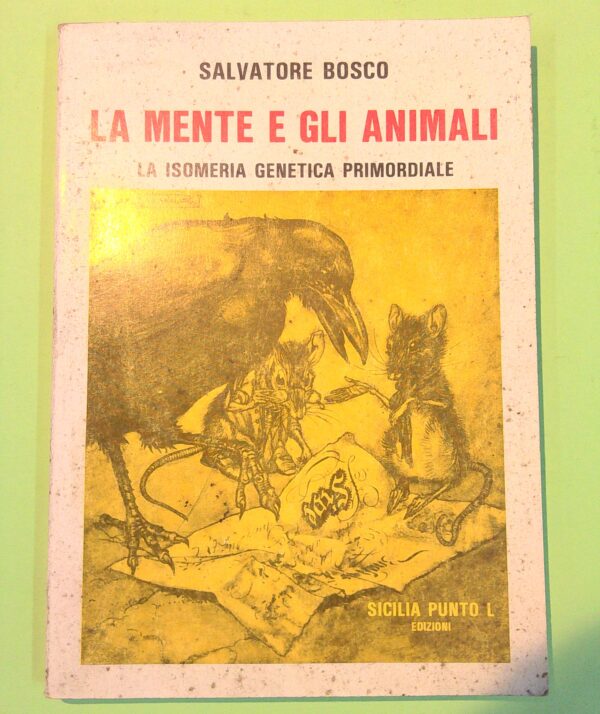 SALVATORE BOSCO
LA MENTE E GLI ANIMALI
LA ISOMERIA GENETICA PRIMORDIALE
SICILIA PUNTO L
EDIZIONI